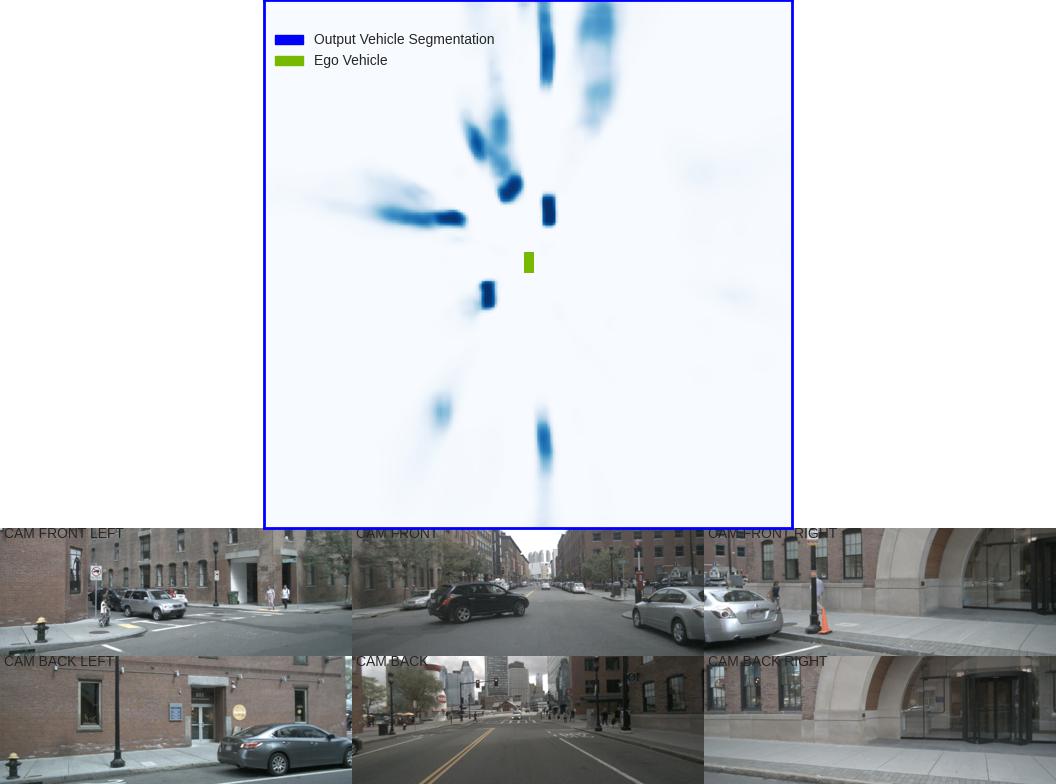 Output Vehicle Segmentation
Ego Vehicle
CAM FRONT LEFT
CAM FRONT
CAM FRONT RIGHT
CAM BACK LEFT
CAM BACK
CAM BACK RIGHT